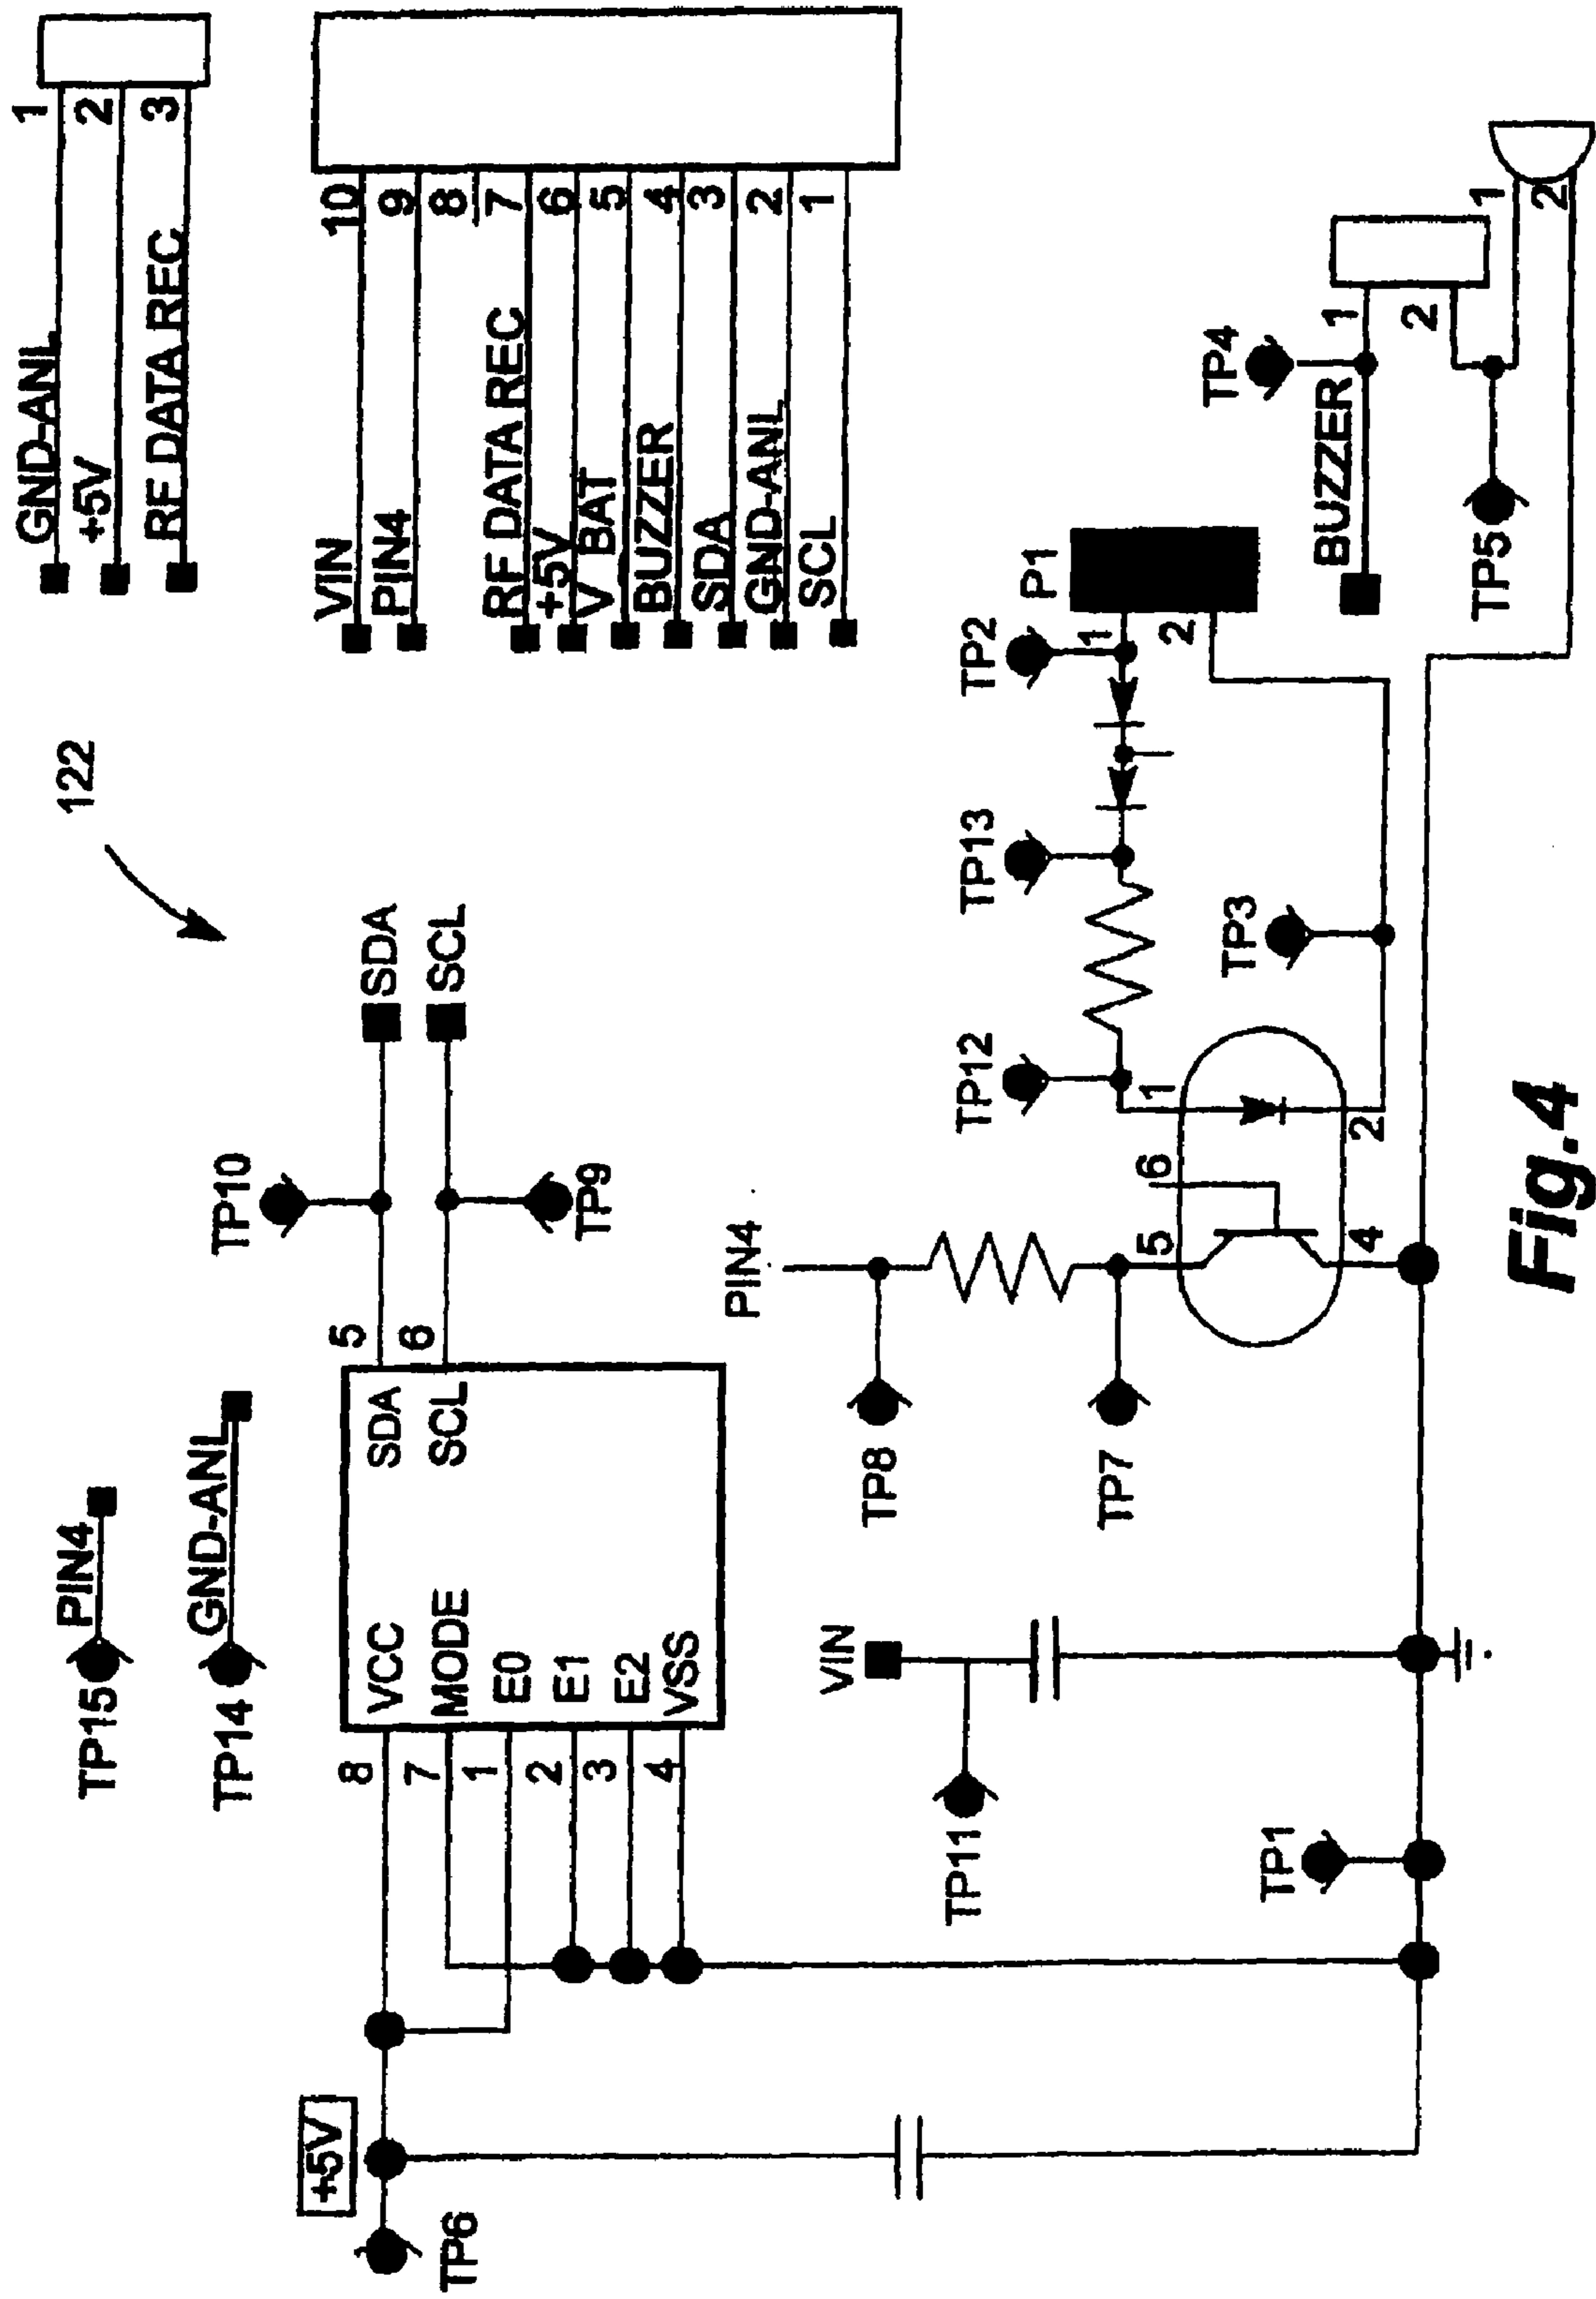 122
GND-ANL 1
+5V 2
RF DATA REC 3
VIN 10
PIN4 9
8
RF DATA REC 7
+5V 6
V BAT 5
BUZZER 4
SDA 3
GND-ANL 2
SCL 1
TP15 PIN4
TP14 GND-ANL
+5V
TP6
8 VCC
7 MODE
1 E0
2 E1
3 E2
4 VSS
SDA 5
SCL 6
TP10
SDA
SCL
TP9
PIN4
TP8
TP7
VIN
TP11
TP1
5
6
4
1
2
TP12
TP13
TP2
TP3
P1
1
2
TP4
BUZZER
1
2
TP5
1
2
Fig.4